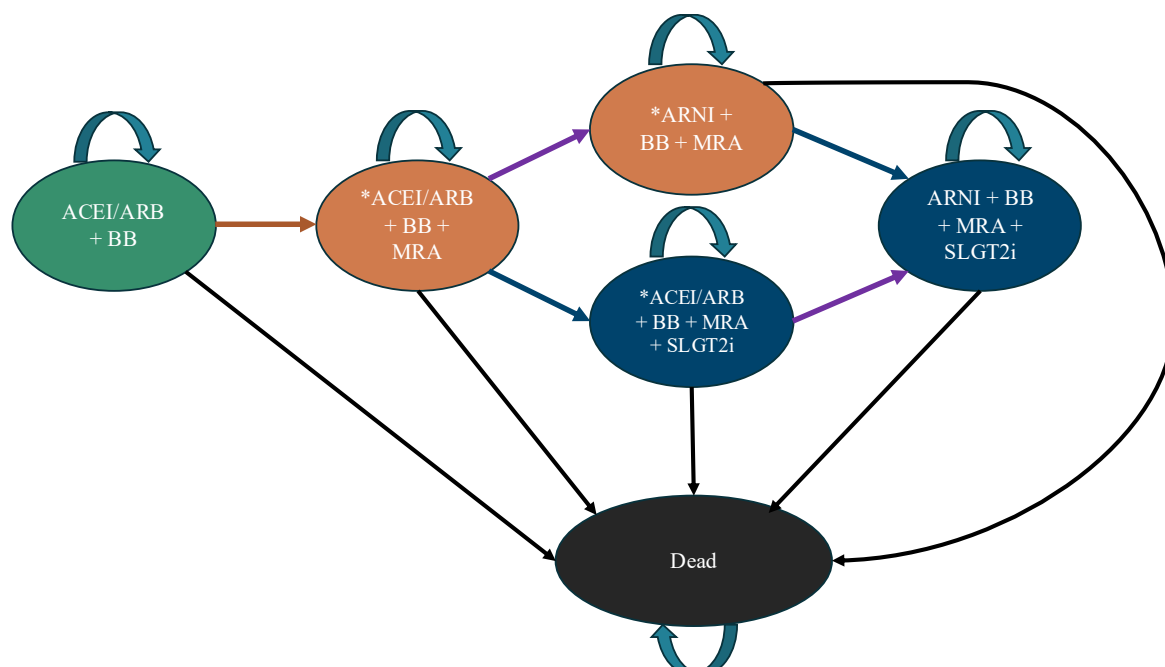 *ARNI +
BB + MRA
ACEI/ARB
+ BB
*ACEI/ARB
+ BB +
MRA
ARNI + BB
+ MRA +
SLGT2i
*ACEI/ARB
+ BB + MRA
+ SLGT2i
Dead